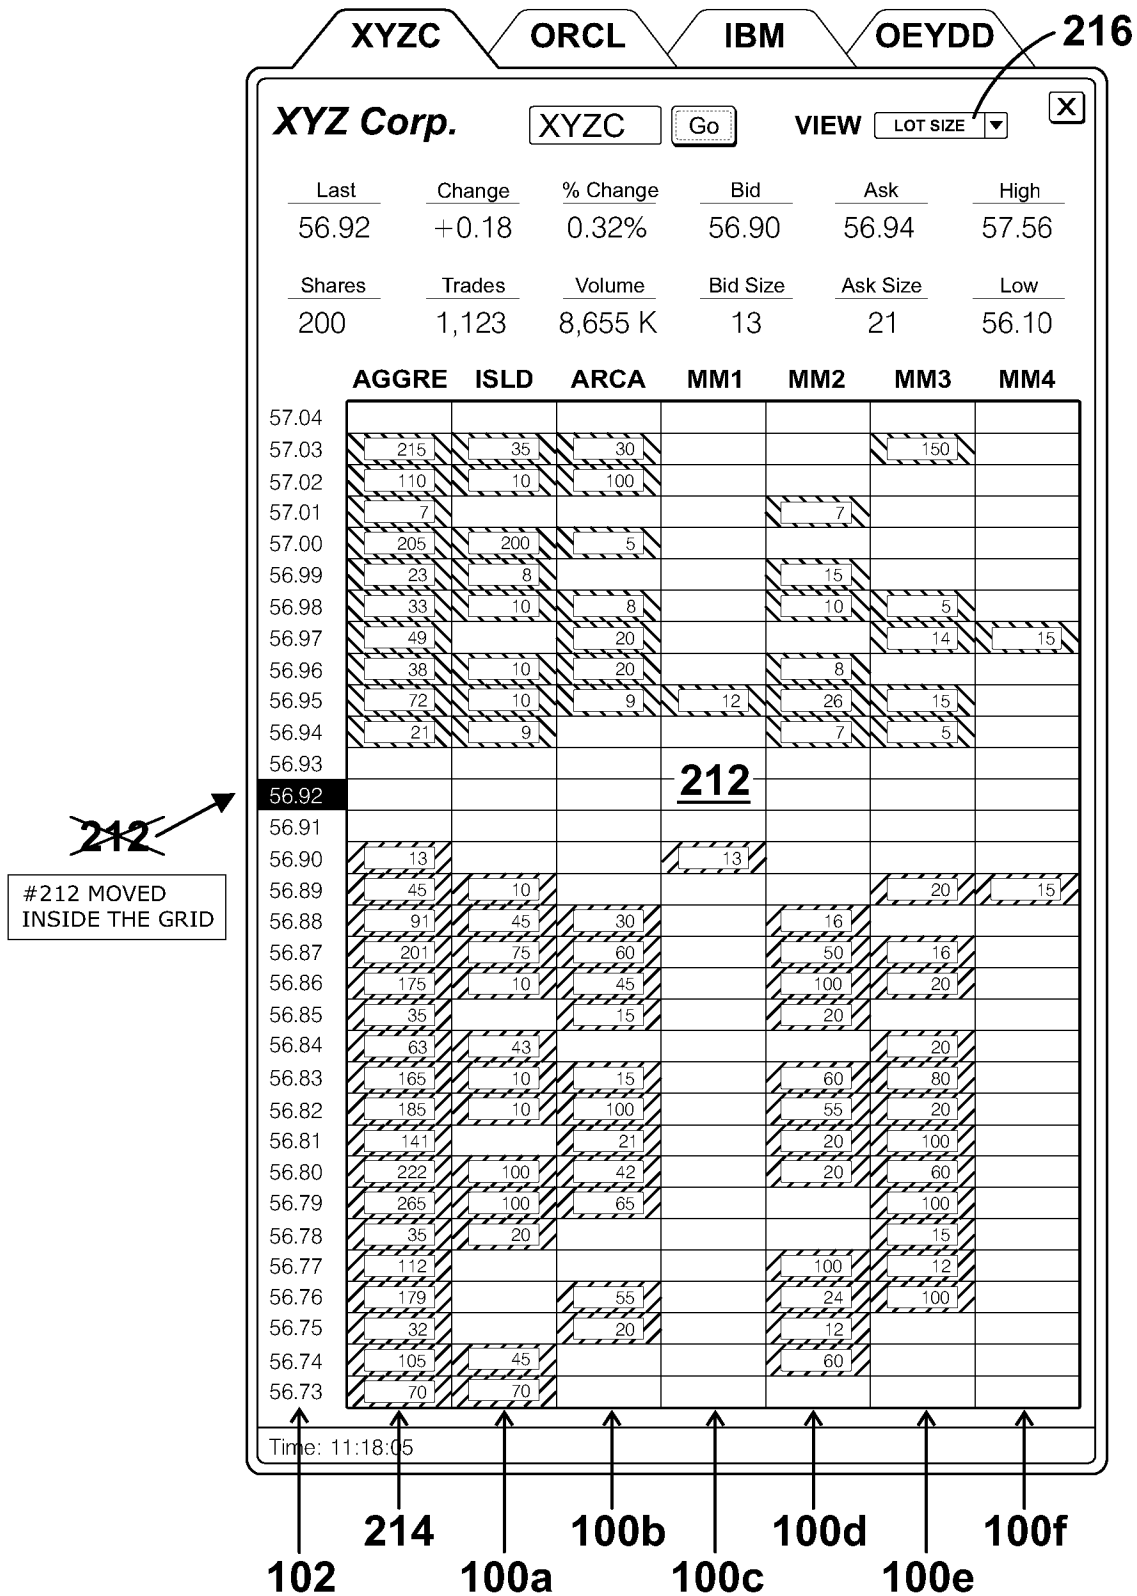 XYZC ORCL IBM OEYDD 216
XYZ Corp. XYZC Go VIEW LOT SIZE X
Last Change % Change Bid Ask High
56.92 +0.18 0.32% 56.90 56.94 57.56
Shares Trades Volume Bid Size Ask Size Low
200 1,123 8,655 K 13 21 56.10
AGGRE ISLD ARCA MM1 MM2 MM3 MM4
57.04
57.03 215 35 30 150
57.02 110 10 100
57.01 7 7
57.00 205 200 5
56.99 23 8 15
56.98 33 10 8 10 5
56.97 49 20 14 15
56.96 38 10 20 8
56.95 72 10 9 12 26 15
56.94 21 9 7 5
56.93
212
56.92
212
56.91
#212 MOVED
INSIDE THE GRID
56.90 13 13
56.89 45 10 20 15
56.88 91 45 30 16
56.87 201 75 60 50 16
56.86 175 10 45 100 20
56.85 35 15 20
56.84 63 43 20
56.83 165 10 15 60 80
56.82 185 10 100 55 20
56.81 141 21 20 100
56.80 222 100 42 20 60
56.79 265 100 65 100
56.78 35 20 15
56.77 112 100 12
56.76 179 55 24 100
56.75 32 20 12
56.74 105 45 60
56.73 70 70
Time: 11:18:05
214 100b 100d 100f
102 100a 100c 100e